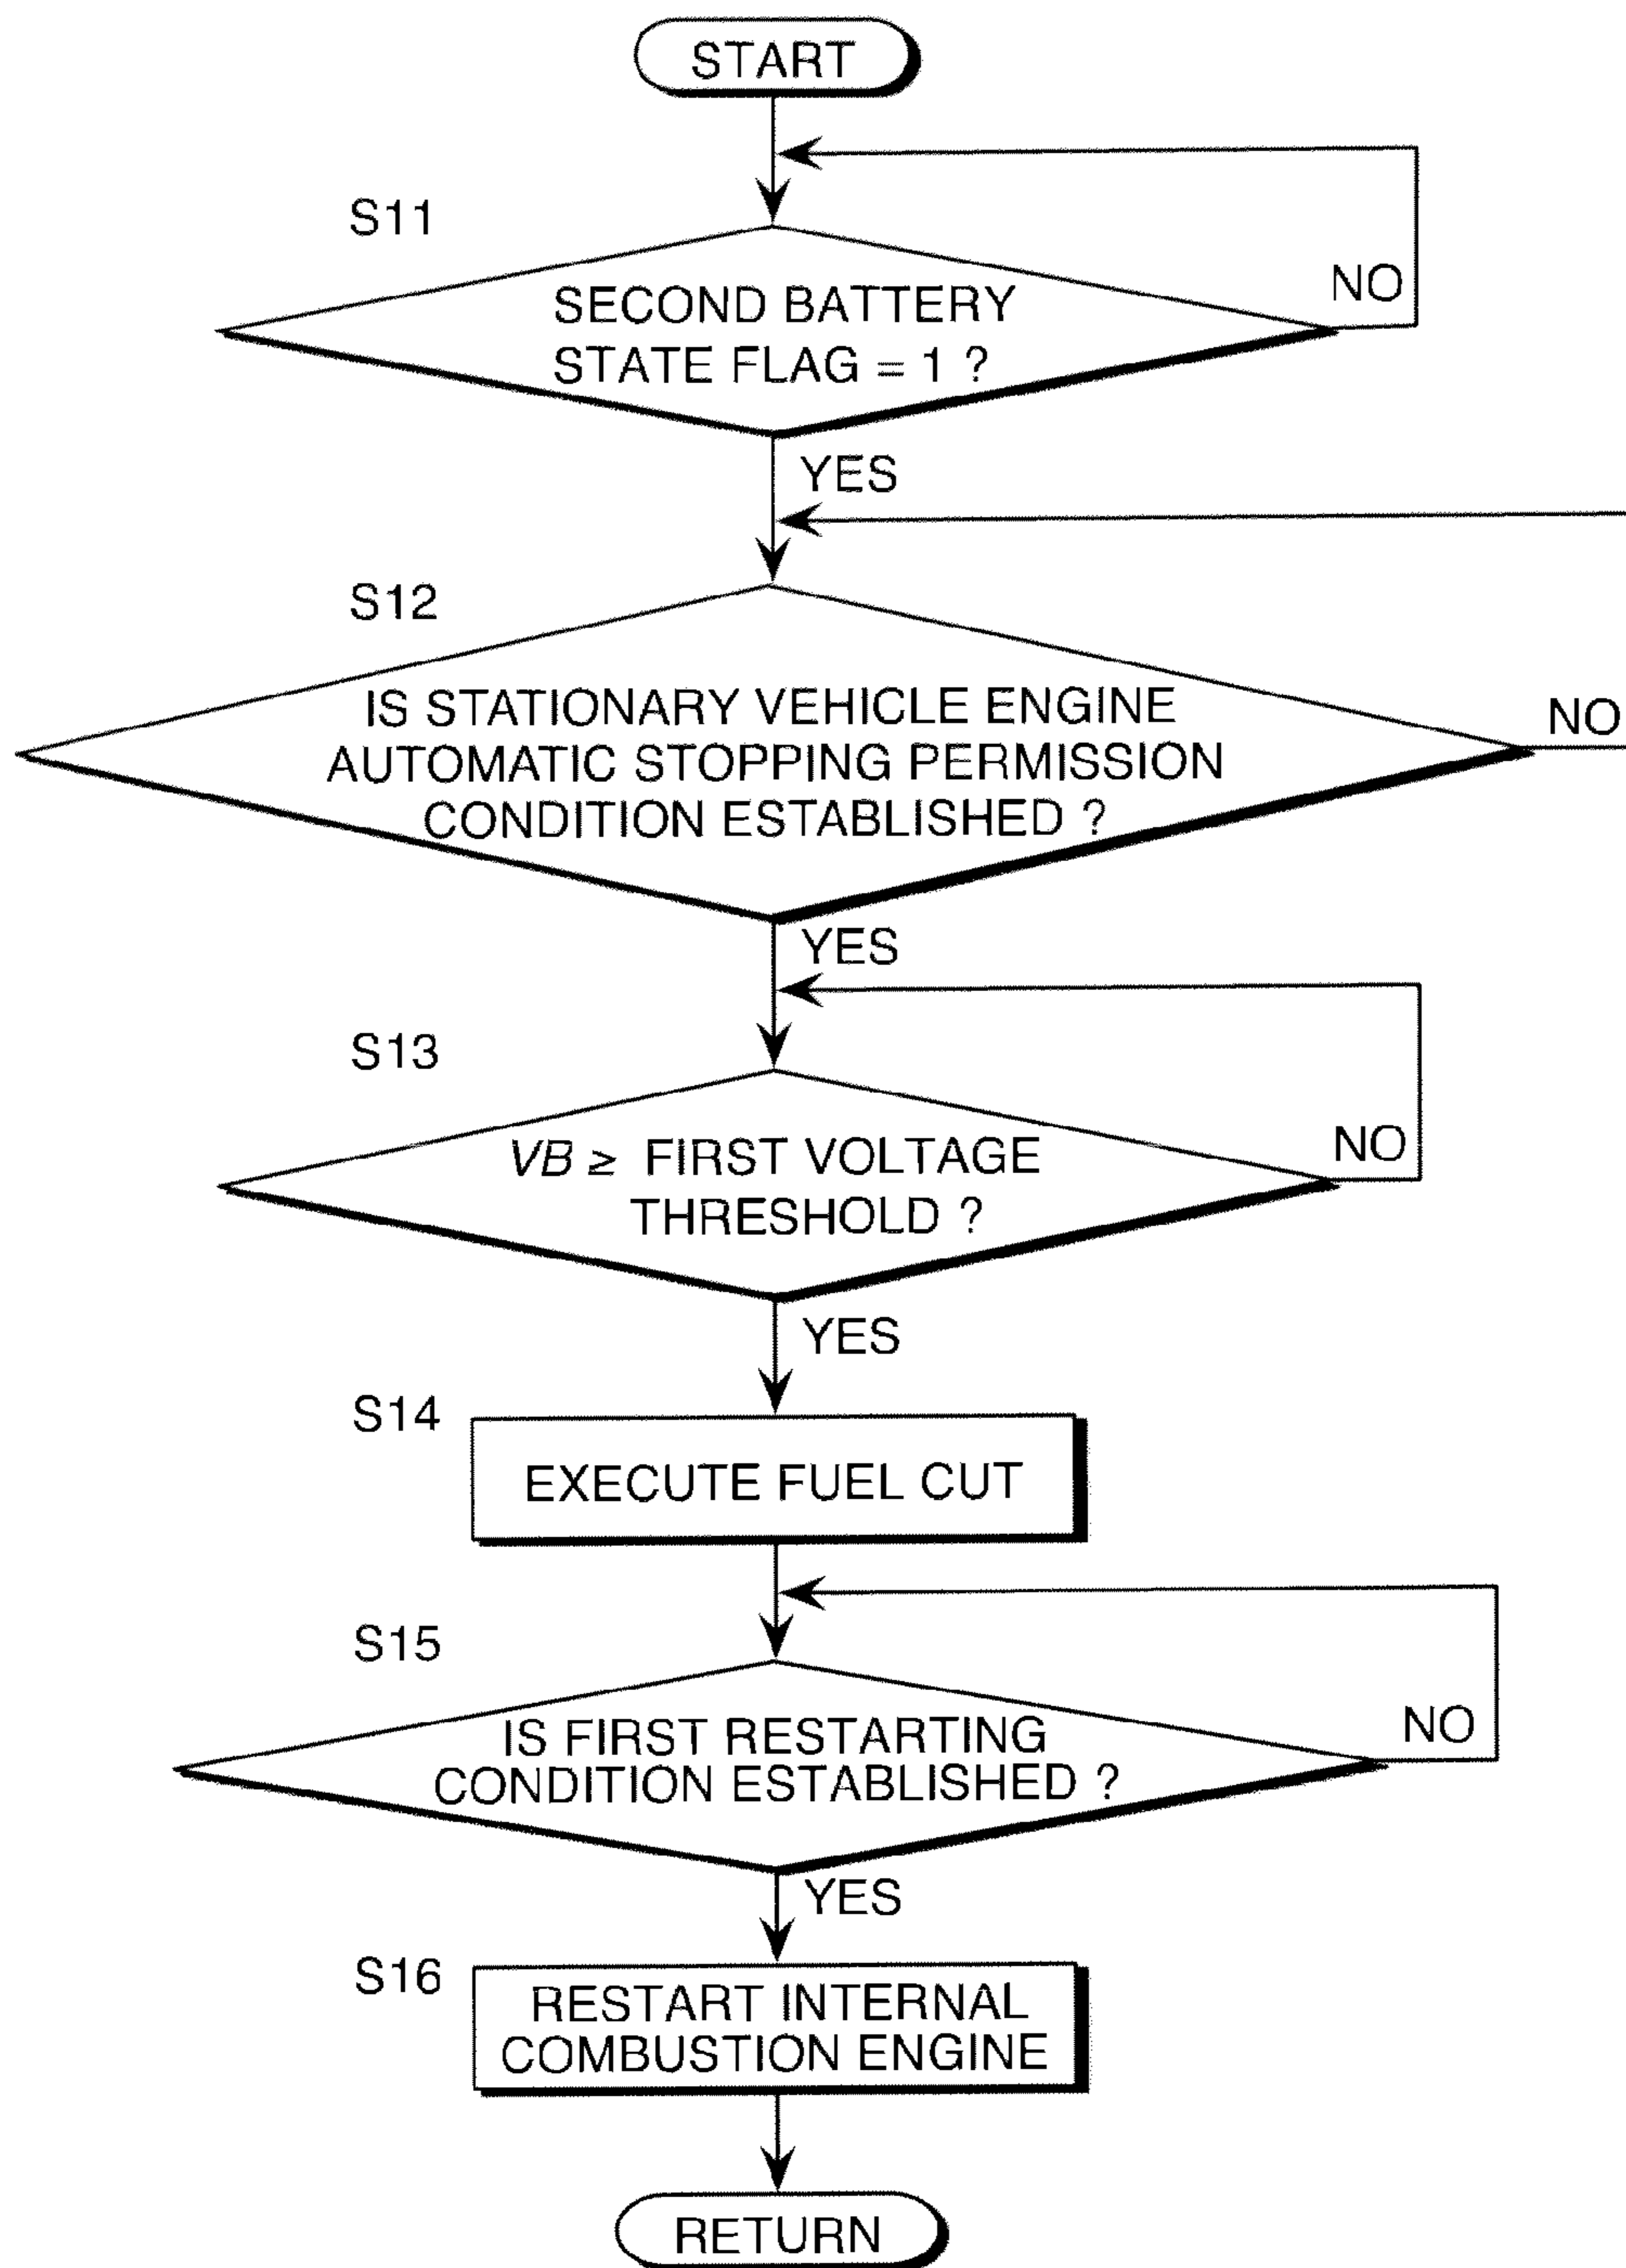 START
S11
SECOND BATTERY
STATE FLAG = 1 ?
NO
YES
S12
IS STATIONARY VEHICLE ENGINE
AUTOMATIC STOPPING PERMISSION
CONDITION ESTABLISHED ?
NO
YES
S13
VB ≥ FIRST VOLTAGE
THRESHOLD ?
NO
YES
S14
EXECUTE FUEL CUT
S15
IS FIRST RESTARTING
CONDITION ESTABLISHED ?
NO
YES
S16
RESTART INTERNAL
COMBUSTION ENGINE
RETURN